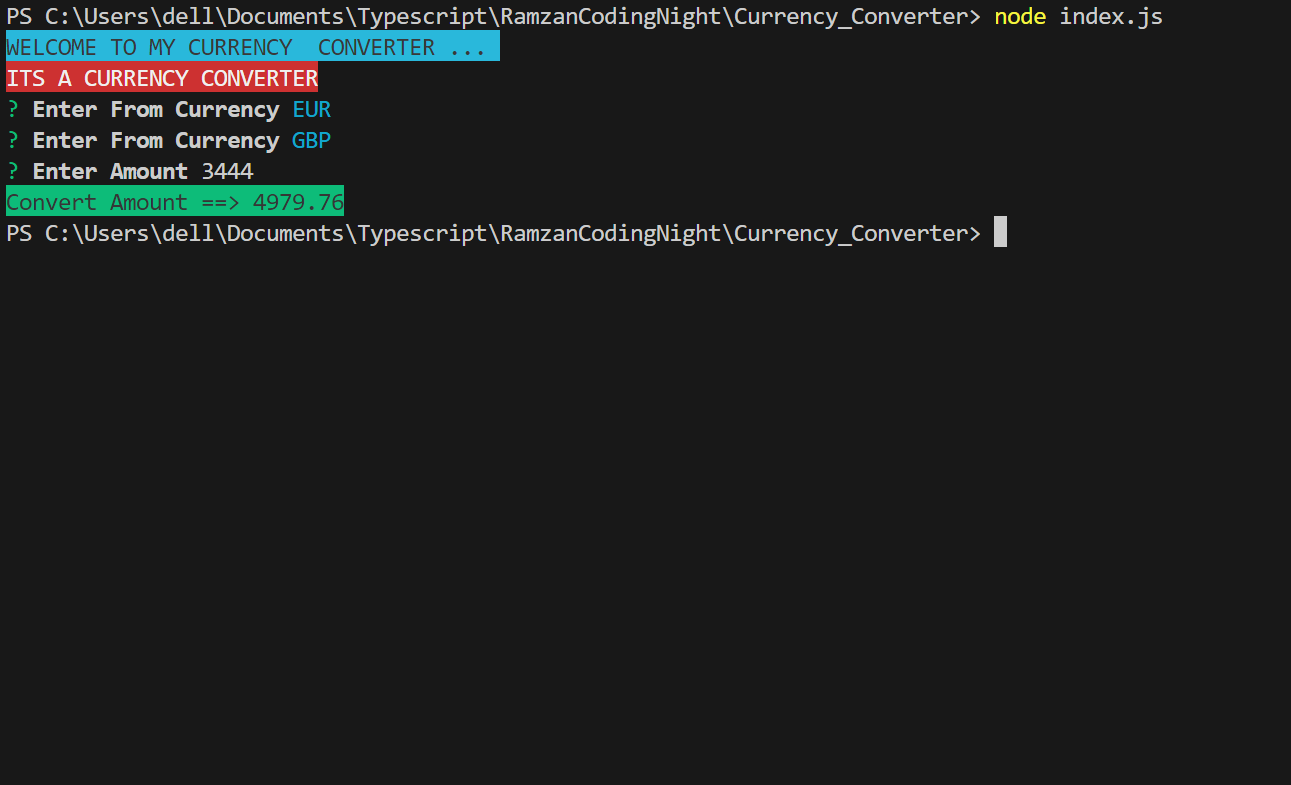 PS C:\Users\dell\Documents\Typescript\RamzanCodingNight\Currency_Converter> node index.js
WELCOME TO MY CURRENCY  CONVERTER ...
ITS A CURRENCY CONVERTER
? Enter From Currency EUR
? Enter From Currency GBP
? Enter Amount 3444
Convert Amount ==> 4979.76
PS C:\Users\dell\Documents\Typescript\RamzanCodingNight\Currency_Converter>